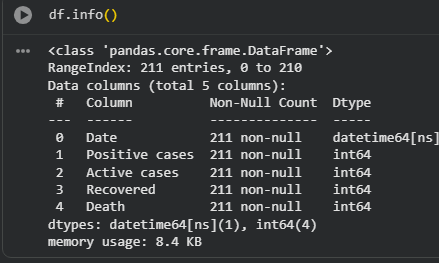 df.info()
<class 'pandas.core.frame.DataFrame'>
RangeIndex: 211 entries, 0 to 210
Data columns (total 5 columns):
 #   Column          Non-Null Count  Dtype
---  ------          --------------  -----
 0   Date            211 non-null    datetime64[ns]
 1   Positive cases  211 non-null    int64
 2   Active cases    211 non-null    int64
 3   Recovered       211 non-null    int64
 4   Death           211 non-null    int64
dtypes: datetime64[ns](1), int64(4)
memory usage: 8.4 KB